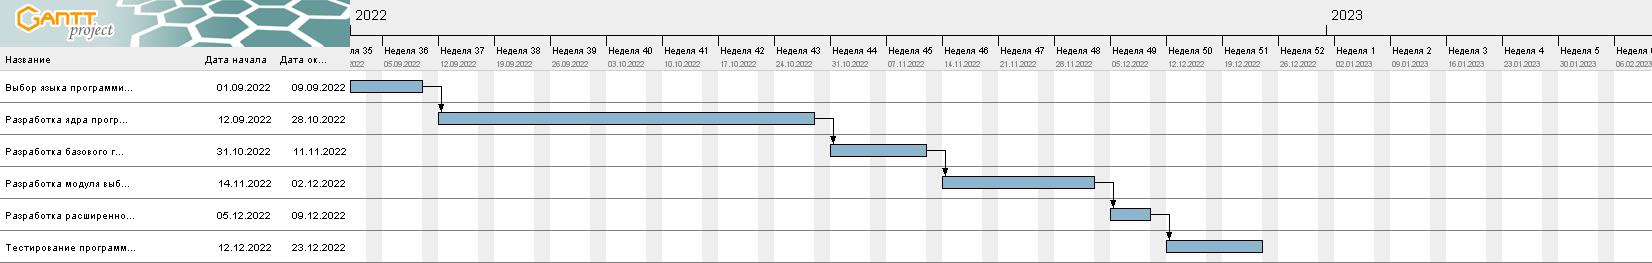 GANTT
project
2022
2023
ля 35 Неделя 36 Неделя 37 Неделя 38 Неделя 39 Неделя 40 Неделя 41 Неделя 42 Неделя 43 Неделя 44 Неделя 45 Неделя 46 Неделя 47 Неделя 48 Неделя 49 Неделя 50 Неделя 51 Неделя 52 Неделя 1 Неделя 2 Неделя 3 Неделя 4 Неделя 5 Неделя
Название Дата начала Дата ок...
2022 05.09.2022 12.09.2022 19.09.2022 26.09.2022 03.10.2022 10.10.2022 17.10.2022 24.10.2022 31.10.2022 07.11.2022 14.11.2022 21.11.2022 28.11.2022 05.12.2022 12.12.2022 19.12.2022 26.12.2022 02.01.2023 09.01.2023 16.01.2023 23.01.2023 30.01.2023 06.02.2023
Выбор языка программи... 01.09.2022 09.09.2022
Разработка ядра прогр... 12.09.2022 28.10.2022
Разработка базового г... 31.10.2022 11.11.2022
Разработка модуля выб... 14.11.2022 02.12.2022
Разработка расширенно... 05.12.2022 09.12.2022
Тестирование программ... 12.12.2022 23.12.2022